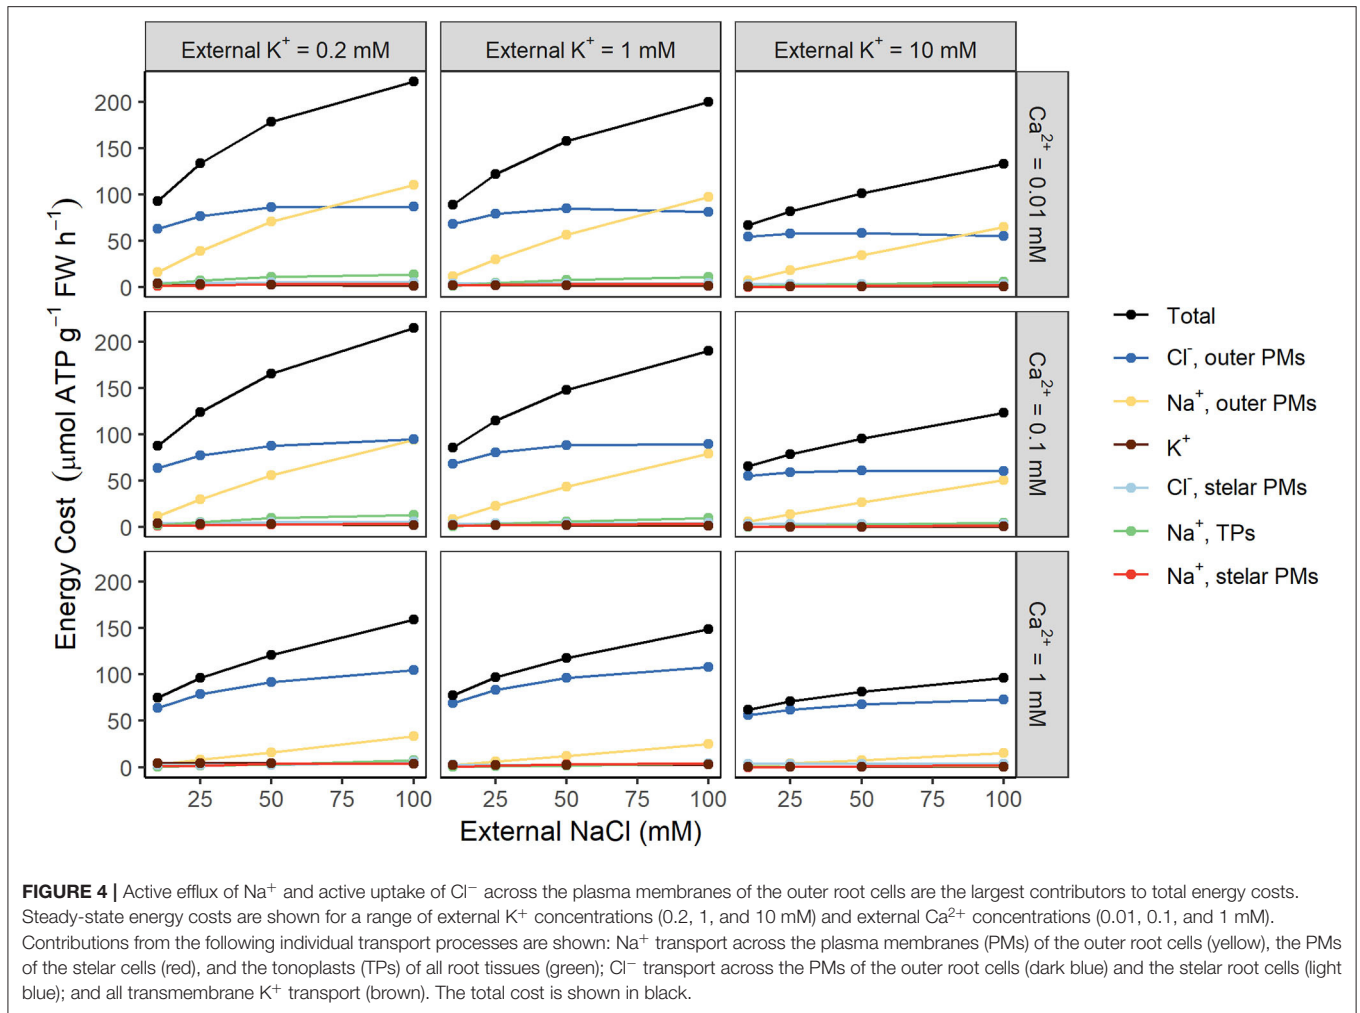 External K⁺ = 0.2 mM
External K⁺ = 1 mM
External K⁺ = 10 mM
200
150
100
50
0
Ca²⁺ = 0.01 mM
200
150
100
50
0
Ca²⁺ = 0.1 mM
200
150
100
50
0
Ca²⁺ = 1 mM
Energy Cost (μmol ATP g⁻¹ FW h⁻¹)
25 50 75 100
25 50 75 100
25 50 75 100
External NaCl (mM)
Total
Cl⁻, outer PMs
Na⁺, outer PMs
K⁺
Cl⁻, stelar PMs
Na⁺, TPs
Na⁺, stelar PMs
FIGURE 4 | Active efflux of Na⁺ and active uptake of Cl⁻ across the plasma membranes of the outer root cells are the largest contributors to total energy costs.
Steady-state energy costs are shown for a range of external K⁺ concentrations (0.2, 1, and 10 mM) and external Ca²⁺ concentrations (0.01, 0.1, and 1 mM).
Contributions from the following individual transport processes are shown: Na⁺ transport across the plasma membranes (PMs) of the outer root cells (yellow), the PMs
of the stelar cells (red), and the tonoplasts (TPs) of all root tissues (green); Cl⁻ transport across the PMs of the outer root cells (dark blue) and the stelar root cells (light
blue); and all transmembrane K⁺ transport (brown). The total cost is shown in black.